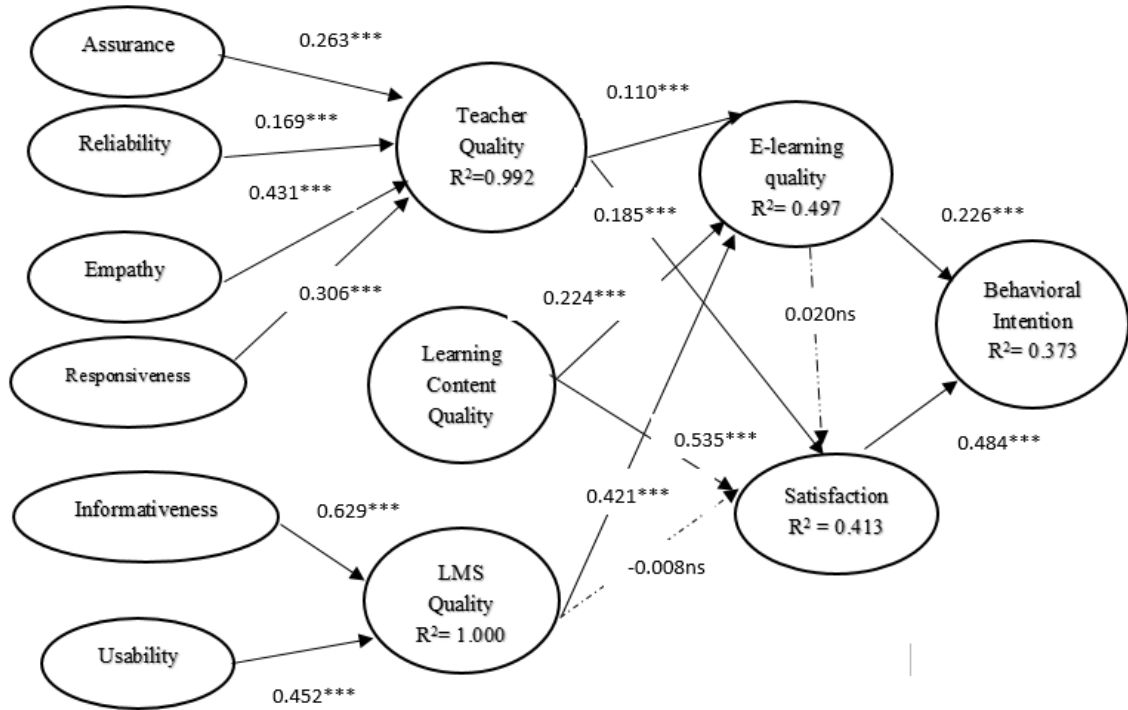 Assurance
0.263***
Reliability
0.169***
Empathy
0.431***
Responsiveness
0.306***
Teacher
Quality
R²=0.992
0.110***
0.185***
E-learning
quality
R²= 0.497
0.226***
0.224***
0.020ns
Behavioral
Intention
R²= 0.373
Learning
Content
Quality
0.535***
0.484***
Informativeness
0.629***
0.421***
Satisfaction
R² = 0.413
-0.008ns
LMS
Quality
R²= 1.000
Usability
0.452***